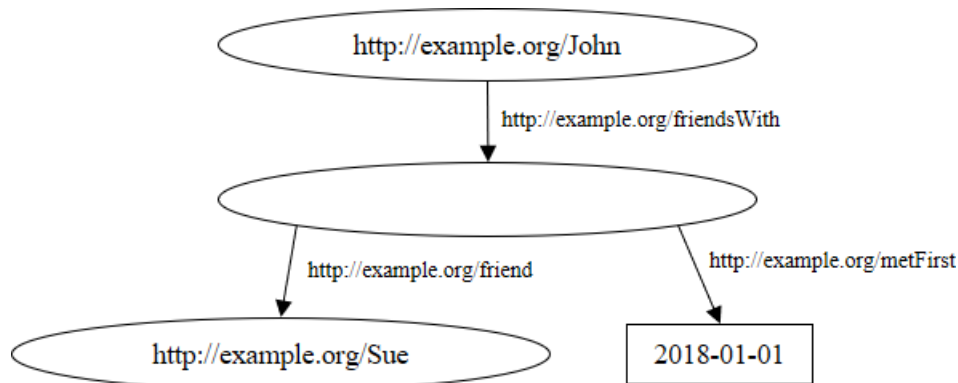 http://example.org/John
http://example.org/friendsWith
http://example.org/friend
http://example.org/metFirst
http://example.org/Sue
2018-01-01